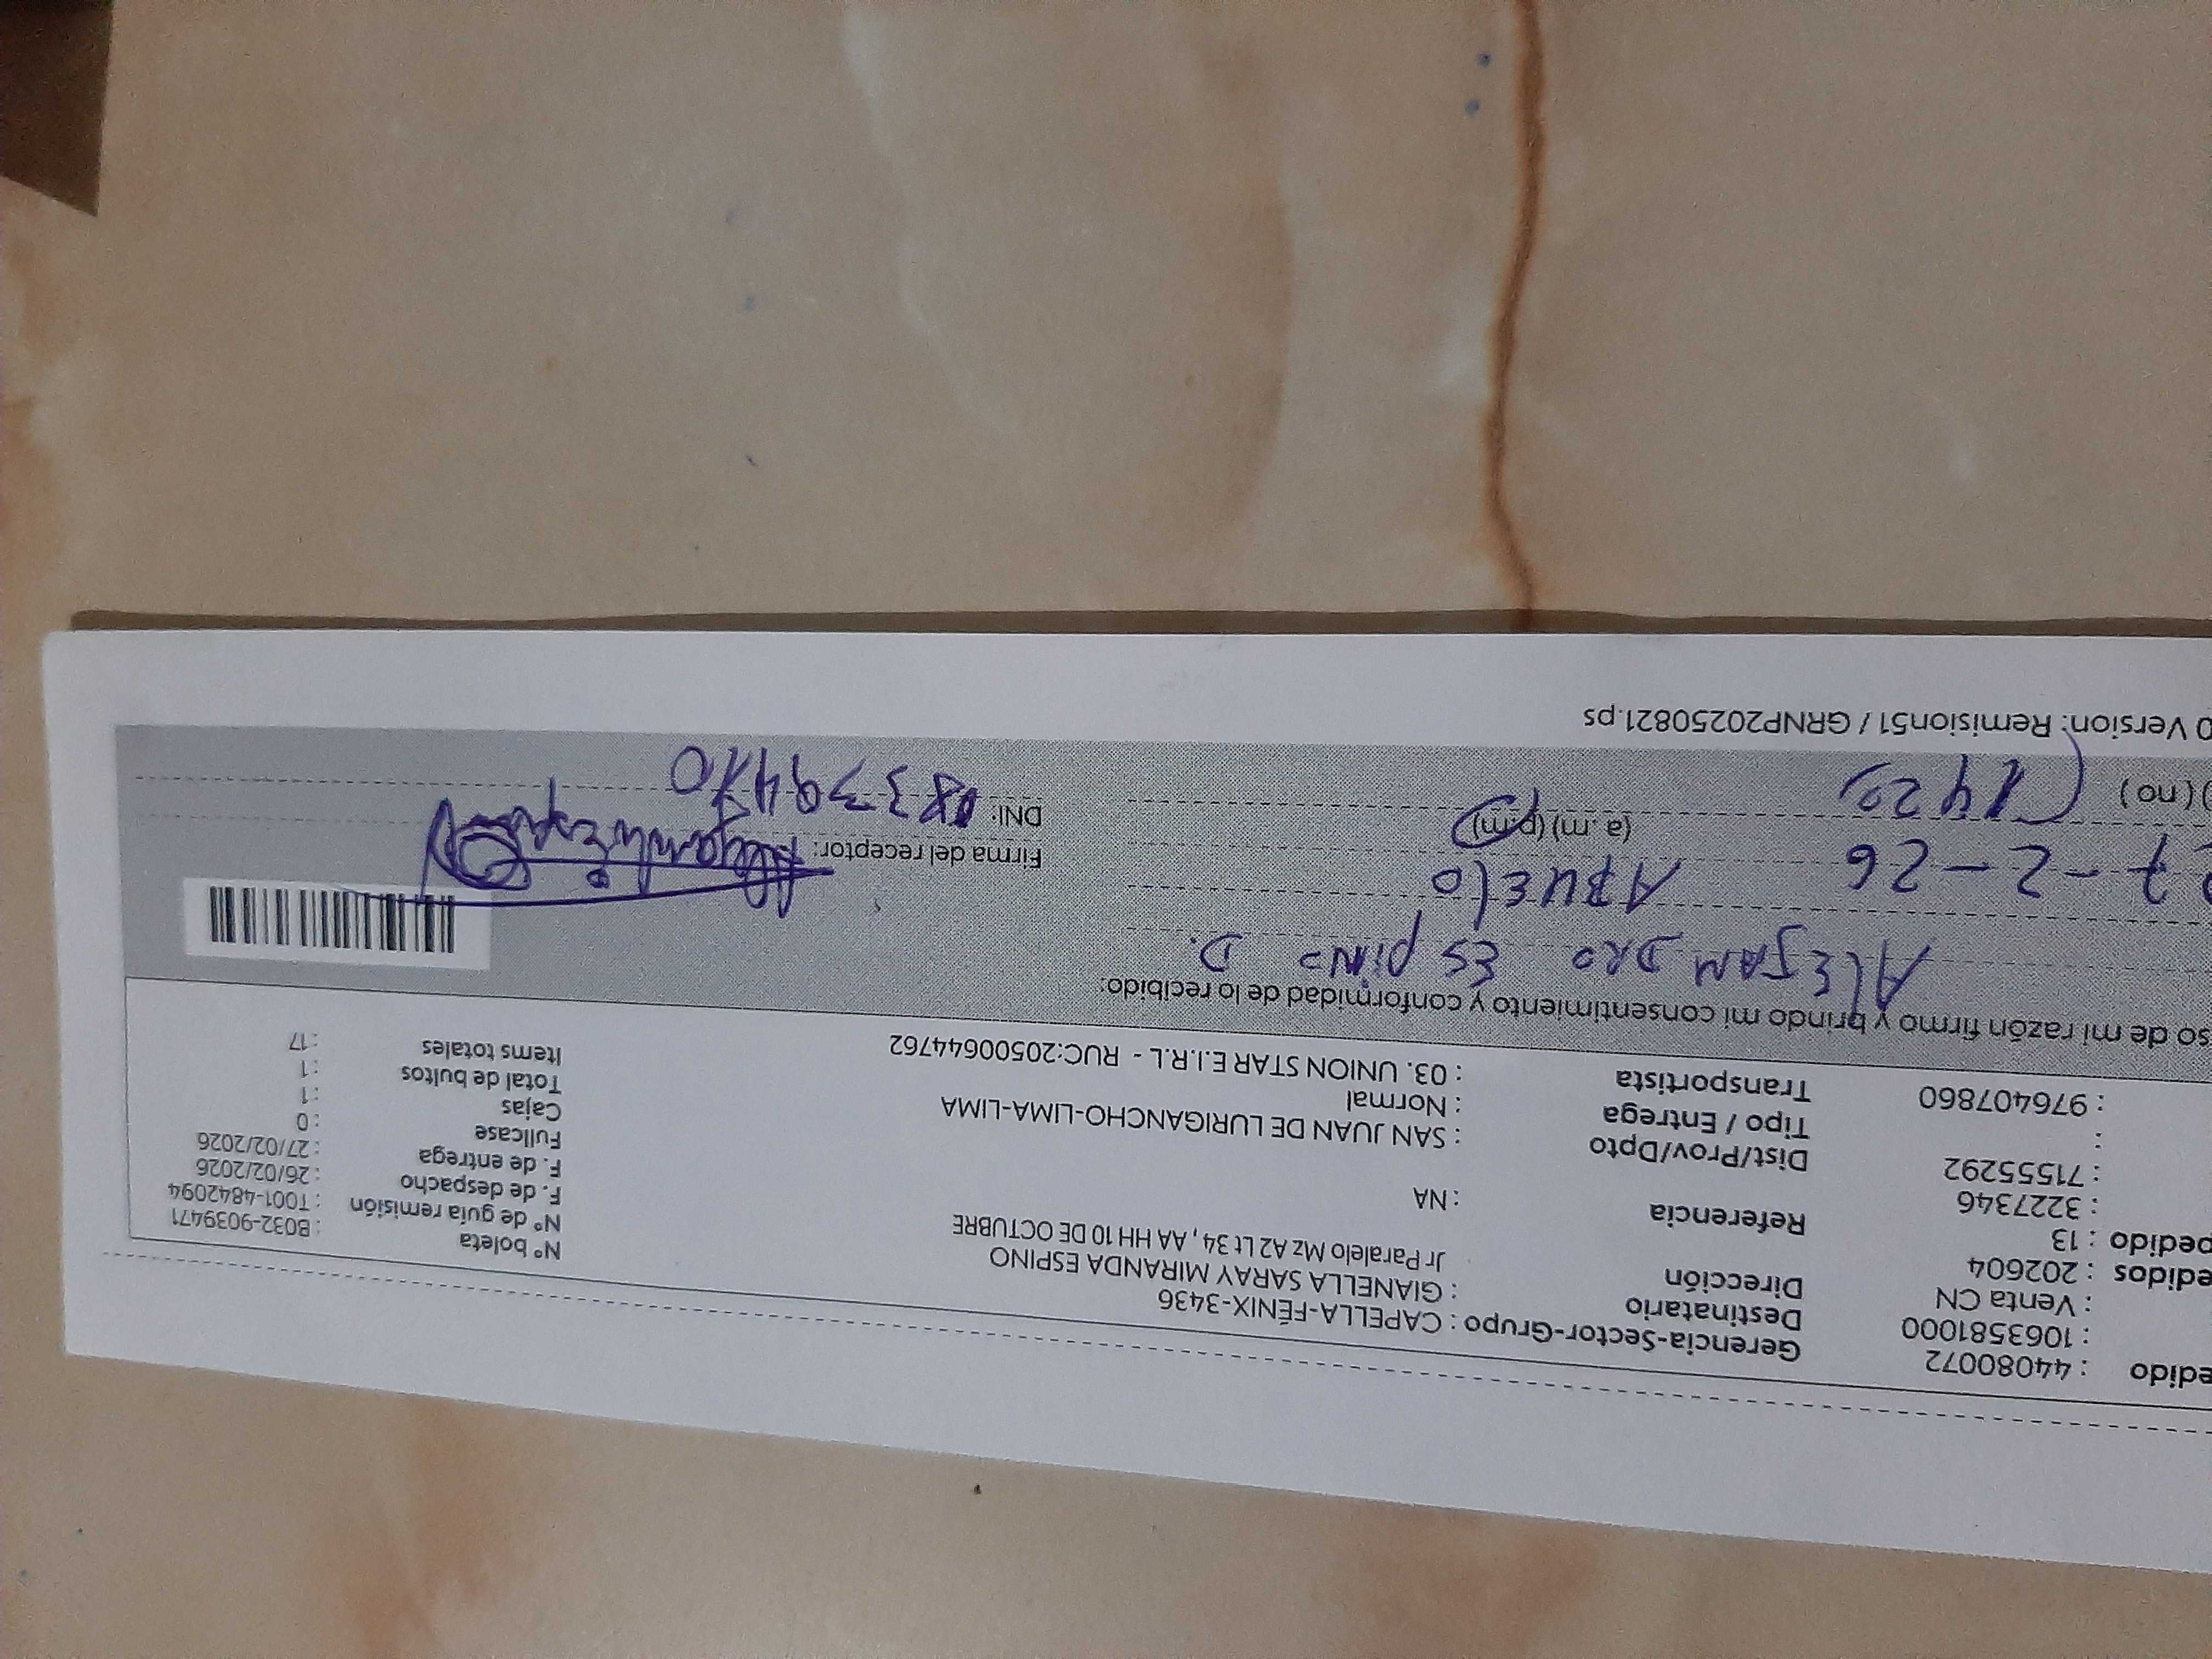 edido : 44080072 Gerencia-Sector-Grupo : CAPELLA-FÉNIX-3436
: 1063581000 Destinatario : GIANELLA SARAY MIRANDA ESPINO Nº boleta : B032-9039471
: Venta CN Dirección Jr Paralelo Mz A2 Lt 34 , AA HH 10 DE OCTUBRE Nº de guía remisión : T001-4842094
edidos : 202604 F. de despacho : 26/02/2026
pedido : 13 Referencia : NA F. de entrega : 27/02/2026
: 3227346 Fullcase : 0
: 71555292 Dist/Prov/Dpto : SAN JUAN DE LURIGANCHO-LIMA-LIMA Cajas : 1
: Tipo / Entrega : Normal Total de bultos : 1
: 976407860 Transportista : 03. UNION STAR E.I.R.L - RUC:20500644762 Items totales : 17
so de mi razón firmo y brindo mi consentimiento y conformidad de lo recibido:
ALEJANDRO ESPINO D.
7-2-26 ABUElO Firma del receptor:
) (no) (a .m) (p.m) DNI:
0 Version: Remision51 / GRNP20250821.ps